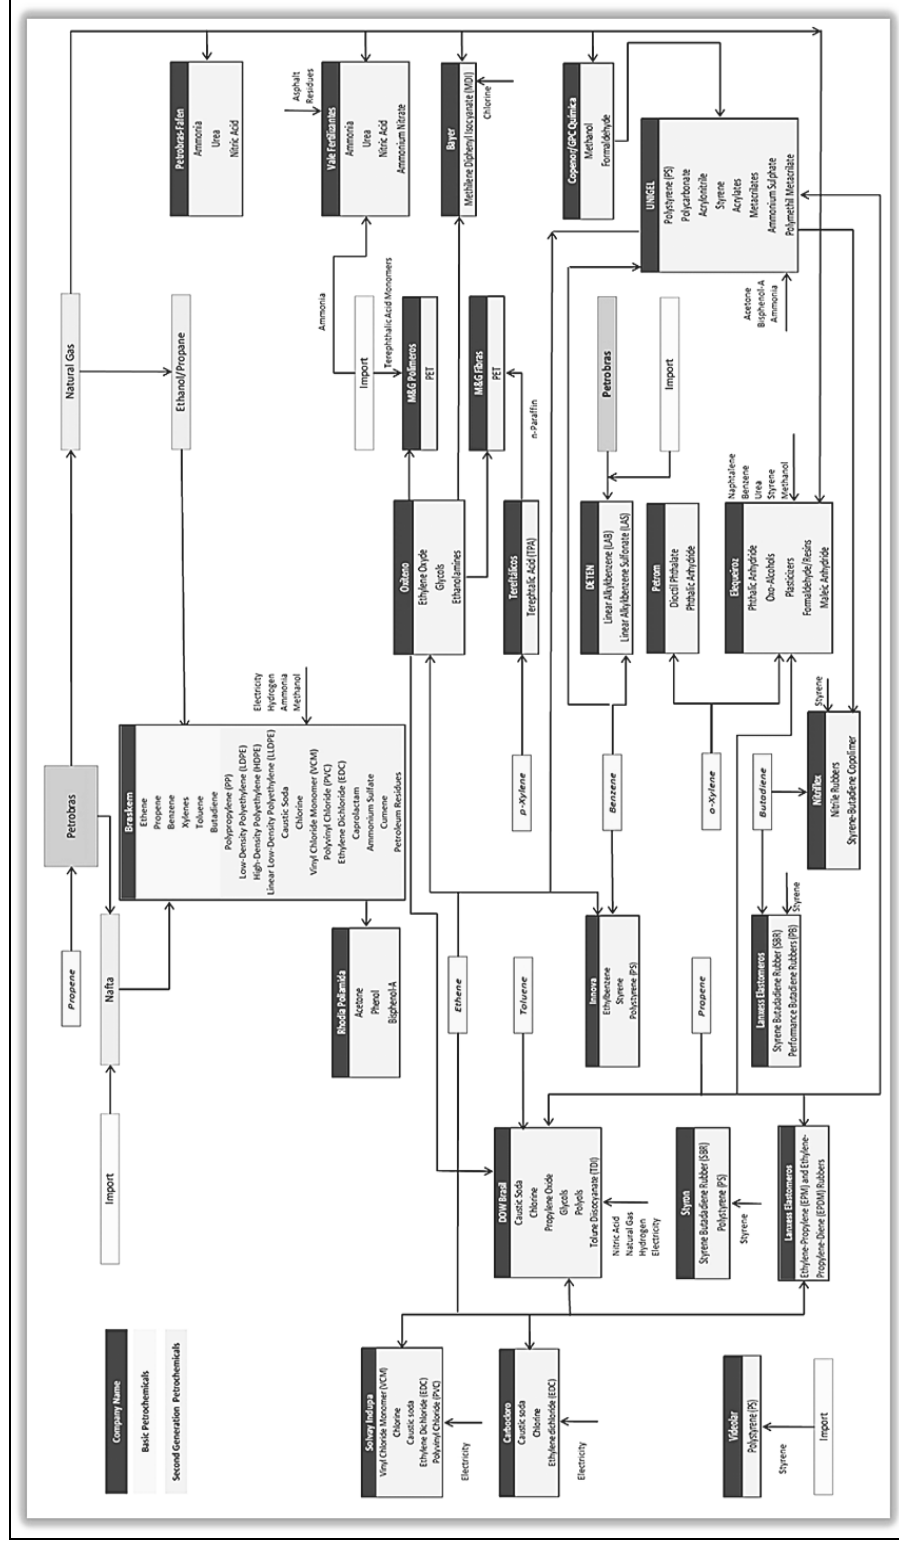 Company Name
Basic Petrochemicals
Second Generation Petrochemicals
Import
Propene
Nafta
Petrobras
Natural Gas
Ethanol/Propane
Braskem
Ethene
Propene
Benzene
Xylenes
Toluene
Butadiene
Polypropylene (PP)
Low-Density Polyethylene (LDPE)
High-Density Polyethylene (HDPE)
Linear Low-Density Polyethylene (LLDPE)
Caustic Soda
Chlorine
Vinyl Chloride Monomer (VCM)
Polyvinyl Chloride (PVC)
Ethylene Dichloride (EDC)
Caprolactam
Ammonium Sulfate
Cumene
Petroleum Residues
Electricity
Hydrogen
Ammonia
Methanol
Petrobras-Fafen
Ammonia
Urea
Nitric Acid
Asphalt
Residues
Vale Fertilizantes
Ammonia
Urea
Nitric Acid
Ammonium Nitrate
Ammonia
Import
Terephthalic Acid Monomers
Rhodia Poliamida
Acetone
Phenol
Bisphenol-A
Solvay Indupa
Vinyl Chloride Monomer (VCM)
Chlorine
Caustic soda
Ethylene Dichloride (EDC)
Polyvinyl Chloride (PVC)
Electricity
Oxiteno
Ethylene Oxyde
Glycols
Ethanolamines
M&G Polímeros
PET
Bayer
Methilene Diphenyl Isocyanate (MDI)
Chlorine
Ethene
M&G Fibras
PET
n-Paraffin
Carbocloro
Caustic soda
Chlorine
Ethylene dichloride (EDC)
Electricity
DOW Brasil
Caustic Soda
Chlorine
Propylene Oxide
Glycols
Polyols
Tolune Diisocyanate (TDI)
Nitric Acid
Natural Gas
Hydrogen
Electricity
Toluene
p-Xylene
Tereftálicos
Terephtalic Acid (TPA)
Copenor/GPC Química
Methanol
Formaldehyde
Innova
Ethylbenzene
Styrene
Polystyrene (PS)
Benzene
DETEN
Linear Alkylbenzene (LAB)
Linear Alkylbenzene Sulfonate (LAS)
Petrobras
Import
UNIGEL
Polystyrene (PS)
Polycarbonate
Acrylonitrile
Styrene
Acrylates
Metacrilates
Ammonium Sulphate
Polymethil Metacrilate
Acetone
Bisphenol-A
Ammonia
Petrom
Dioctil Phthalate
Phthalic Anhydride
Styron
Styrene Butadadiene Rubber (SBR)
Polystyrene (PS)
Styrene
Propene
o-Xylene
Elequeiroz
Phthalic Anhydride
Oxo-Alcohols
Plasticizers
Formaldehyde/Resins
Maleic Anhydride
Naphtalene
Benzene
Urea
Styrene
Methanol
Videolar
Polystyrene (PS)
Styrene
Import
Lanxess Elastomeros
Ethylene-Propylene (EPM) and Ethylene-
Propylene-Diene (EPDM) Rubbers
Lanxess Elastomeros
Styrene Butadadiene Rubber (SBR)
Performance Butadiene Rubbers (PB)
Styrene
Butadiene
Nitriflex
Nitrile Rubbers
Styrene-Butadiene Copolimer
Styrene